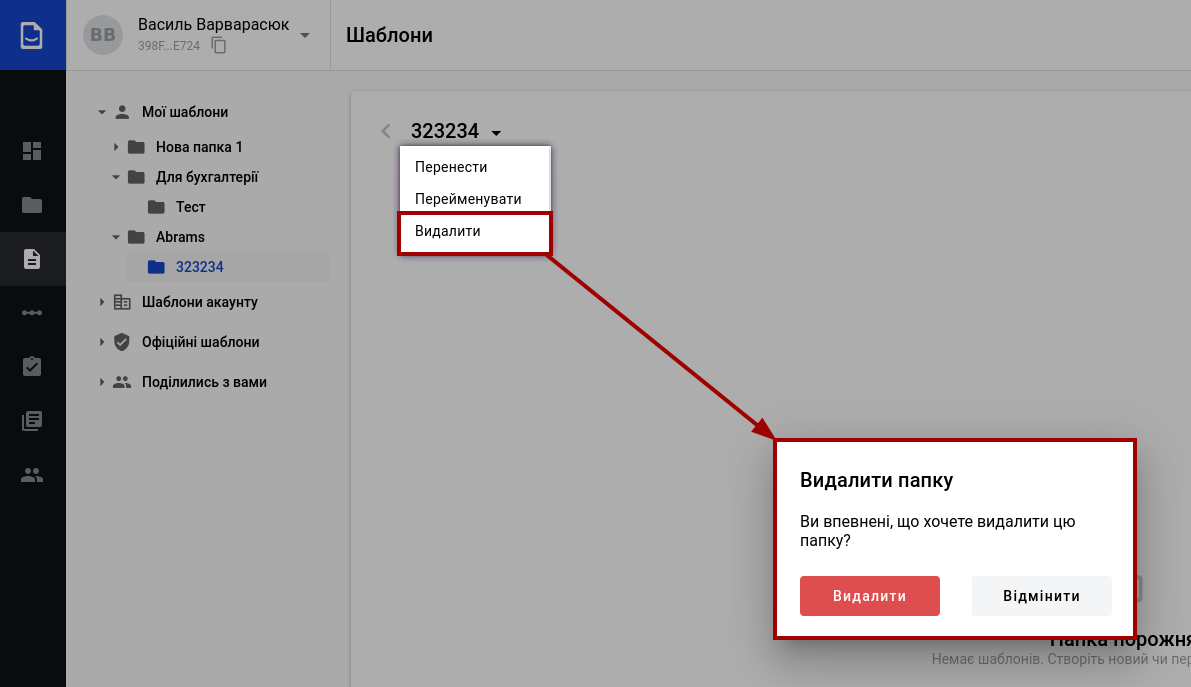 ВВ
Василь Варварасюк
398F...E724
Шаблони
Мої шаблони
Нова папка 1
Для бухгалтерії
Тест
Abrams
323234
Шаблони акаунту
Офіційні шаблони
Поділились з вами
323234
Перенести
Перейменувати
Видалити
Видалити папку
Ви впевнені, що хочете видалити цю
папку?
Видалити
Відмінити
Папка порожня
Немає шаблонів. Створіть новий чи пер